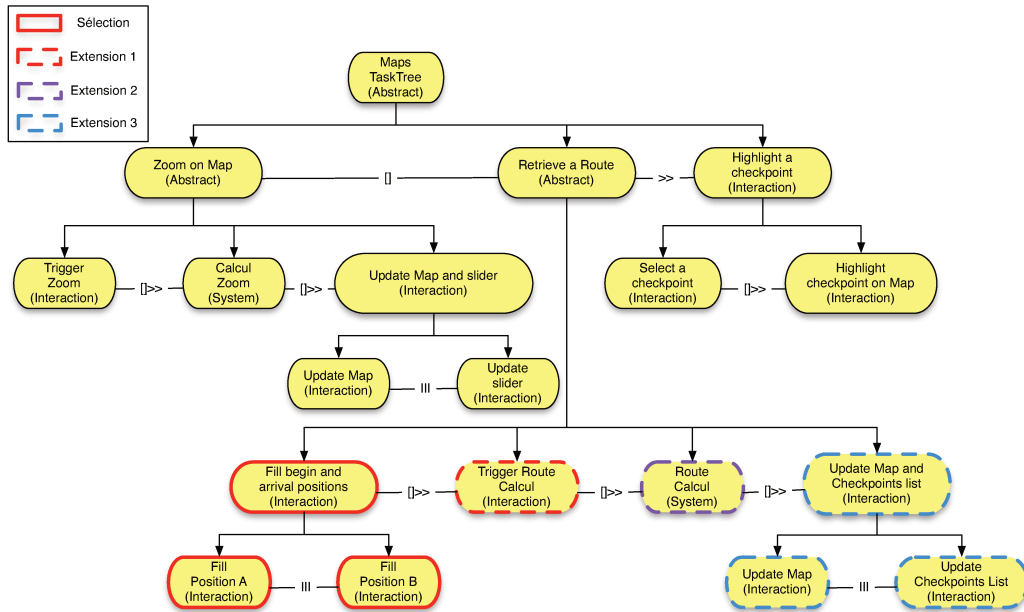 Sélection
Extension 1
Extension 2
Extension 3
Maps
TaskTree
(Abstract)
Zoom on Map
(Abstract)
[]
Retrieve a Route
(Abstract)
>>
Highlight a
checkpoint
(Interaction)
Trigger
Zoom
(Interaction)
[]>>
Calcul
Zoom
(System)
[]>>
Update Map and slider
(Interaction)
Select a
checkpoint
(Interaction)
[]>>
Highlight
checkpoint on Map
(Interaction)
Update Map
(Interaction)
III
Update
slider
(Interaction)
Fill begin and
arrival positions
(Interaction)
[]>>
Trigger Route
Calcul
(Interaction)
[]>>
Route
Calcul
(System)
[]>>
Update Map and
Checkpoints list
(Interaction)
Fill
Position A
(Interaction)
III
Fill
Position B
(Interaction)
Update Map
(Interaction)
III
Update
Checkpoints List
(Interaction)